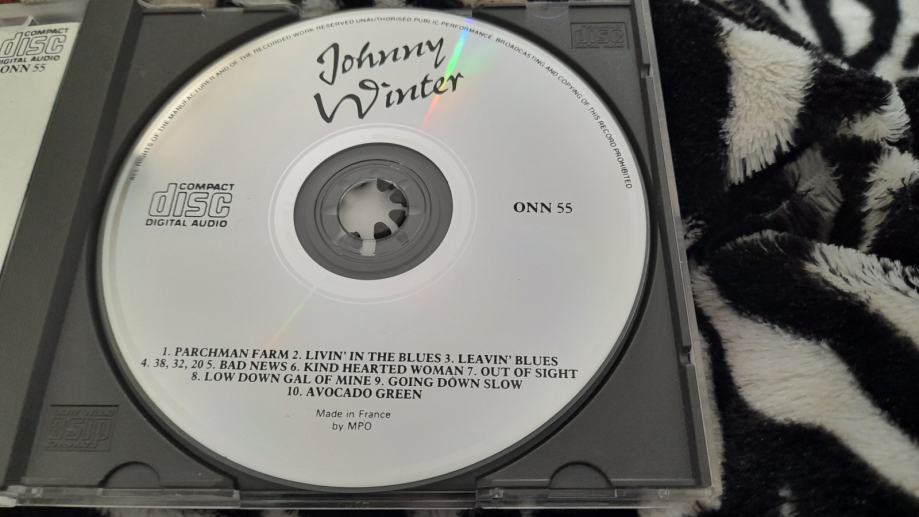 COMPACT
disc
DIGITAL AUDIO
ONN 55
ALL RIGHTS OF THE MANUFACTURER AND OF THE RECORDED WORK RESERVED UNAUTHORISED PUBLIC PERFORMANCE, BROADCASTING AND COPYING OF THIS RECORD PROHIBITED
Johnny
Winter
COMPACT
disc
DIGITAL AUDIO
ONN 55
1. PARCHMAN FARM 2. LIVIN' IN THE BLUES 3. LEAVIN' BLUES
4. 38, 32, 20 5. BAD NEWS 6. KIND HEARTED WOMAN 7. OUT OF SIGHT
8. LOW DOWN GAL OF MINE 9. GOING DOWN SLOW
10. AVOCADO GREEN
Made in France
by MPO
disc